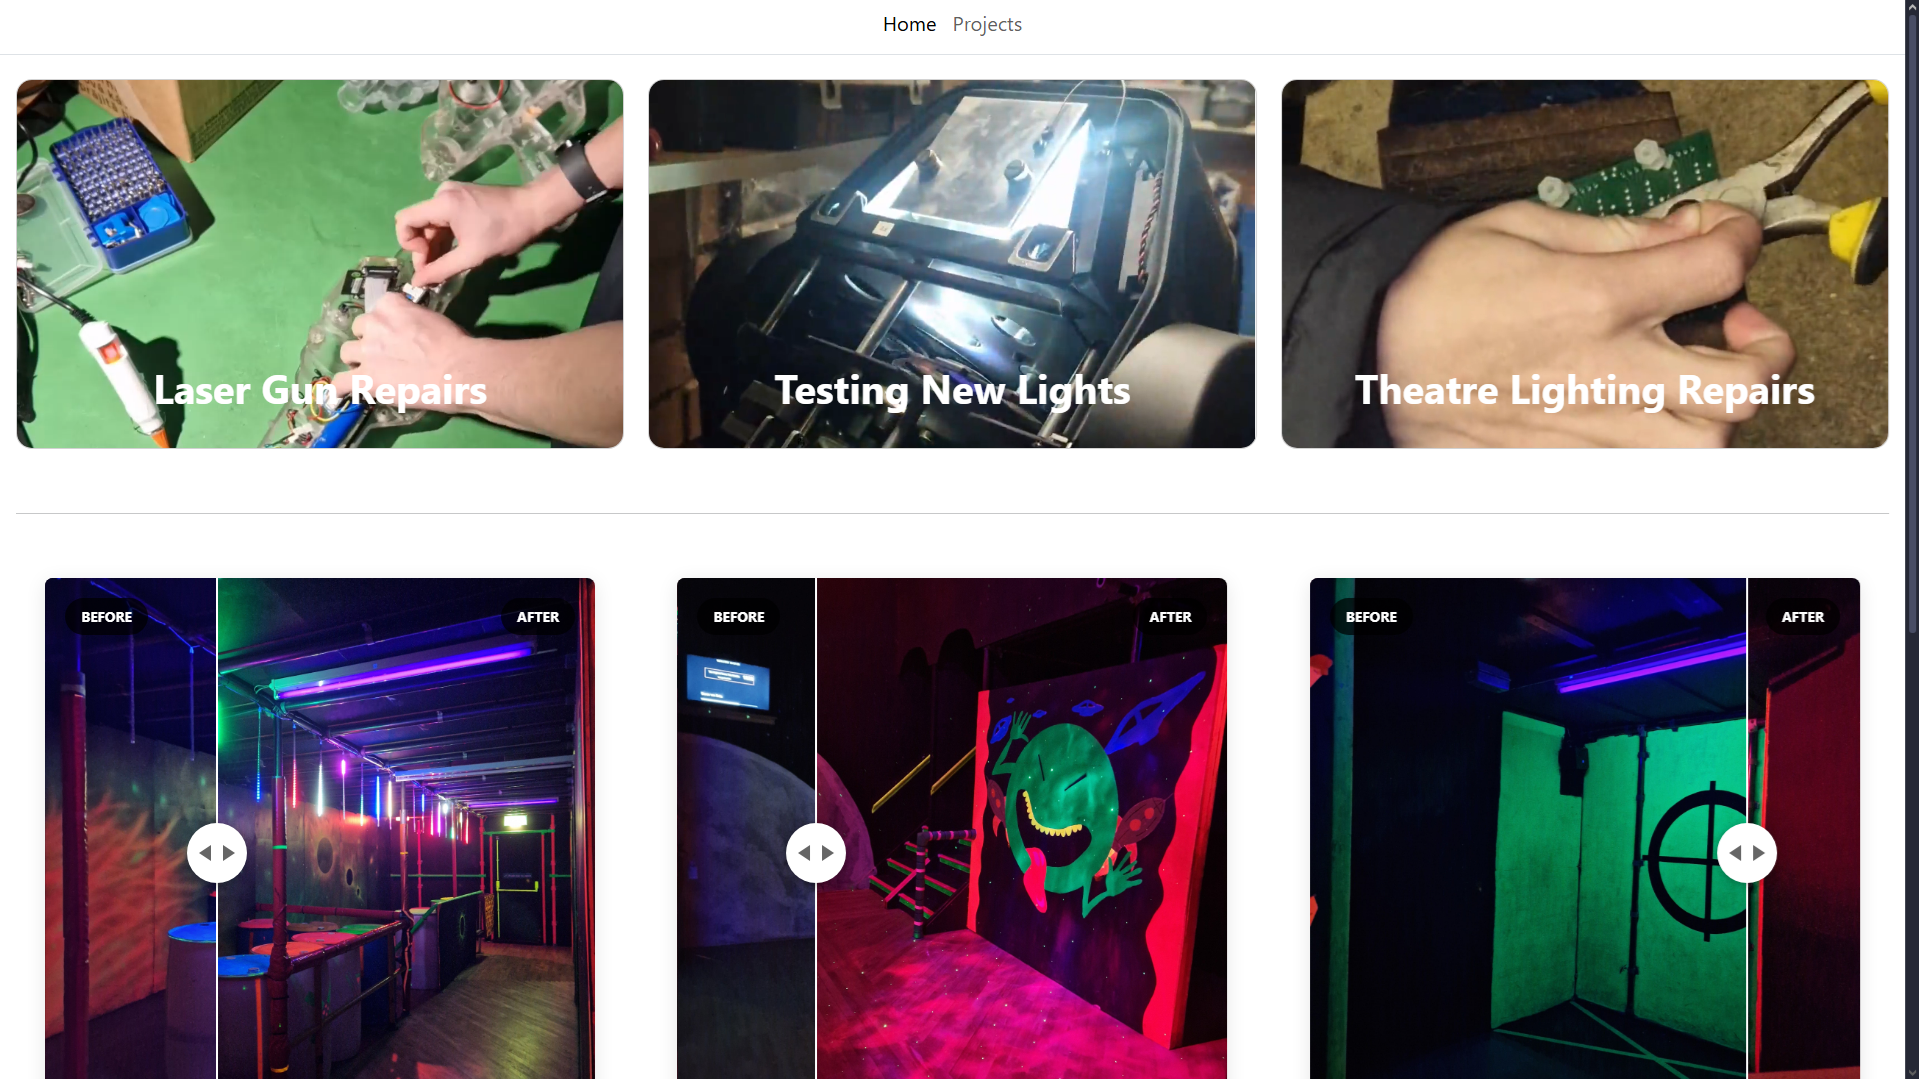 Home Projects
Laser Gun Repairs
Testing New Lights
Theatre Lighting Repairs
BEFORE
AFTER
BEFORE
AFTER
BEFORE
AFTER